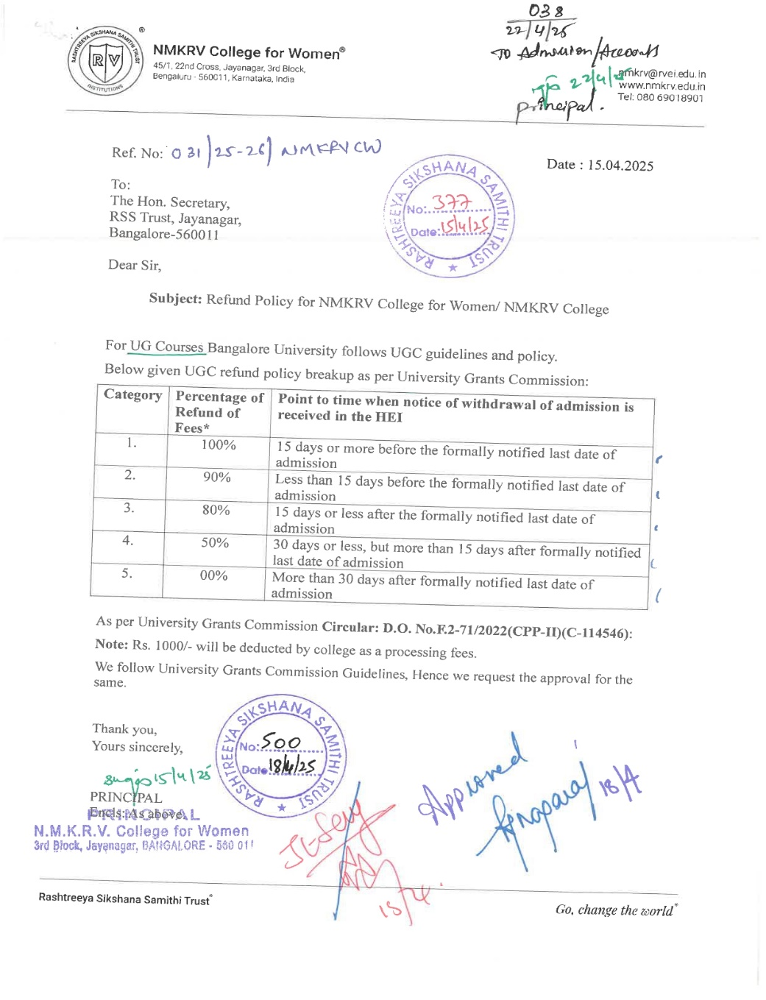 038
22/4/25
To Admission/Accounts
22/4/25
Principal.
RASHTREEYA SIKSHANA SAMITHI TRUST
RV
INSTITUTIONS
®
NMKRV College for Women®
45/1, 22nd Cross, Jayanagar, 3rd Block,
Bengaluru - 560011, Karnataka, India
nmkrv@rvei.edu.in
www.nmkrv.edu.in
Tel: 080 69018901
Ref. No: 031/25-26/NMKRVCW
Date : 15.04.2025
RASHTREEYA SIKSHANA SAMITHI TRUST
No: 377
Date: 15/4/25
To:
The Hon. Secretary,
RSS Trust, Jayanagar,
Bangalore-560011
Dear Sir,
Subject: Refund Policy for NMKRV College for Women/ NMKRV College
For UG Courses Bangalore University follows UGC guidelines and policy.
Below given UGC refund policy breakup as per University Grants Commission:
Category
Percentage of
Refund of
Fees*
Point to time when notice of withdrawal of admission is
received in the HEI
1.
100%
15 days or more before the formally notified last date of
admission
2.
90%
Less than 15 days before the formally notified last date of
admission
3.
80%
15 days or less after the formally notified last date of
admission
4.
50%
30 days or less, but more than 15 days after formally notified
last date of admission
5.
00%
More than 30 days after formally notified last date of
admission
As per University Grants Commission Circular: D.O. No.F.2-71/2022(CPP-II)(C-114546):
Note: Rs. 1000/- will be deducted by college as a processing fees.
We follow University Grants Commission Guidelines, Hence we request the approval for the
same.
Thank you,
Yours sincerely,
RASHTREEYA SIKSHANA SAMITHI TRUST
No: 500
Date 18/4/25
15/4/25
PRINCIPAL
Encls: As above.
PRINCIPAL
N.M.K.R.V. College for Women
3rd Block, Jayanagar, BANGALORE - 560 011
Approved
18/4
Rashtreeya Sikshana Samithi Trust®
Go, change the world®